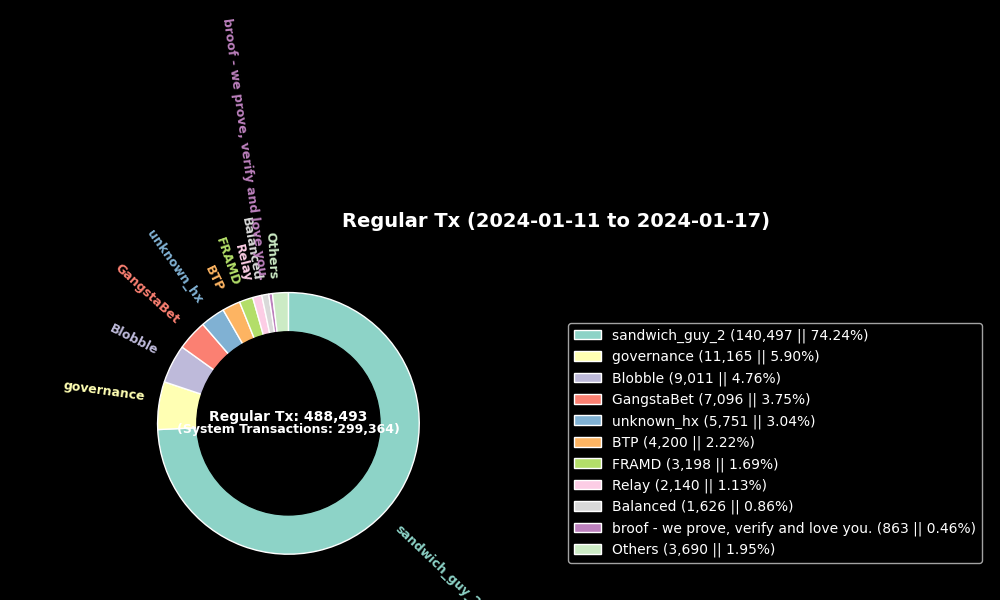 broof - we prove, verify and love you.
Regular Tx (2024-01-11 to 2024-01-17)
Others
Balanced
Relay
FRAMD
BTP
unknown_hx
GangstaBet
Blobble
governance
sandwich_guy_2
Regular Tx: 488,493
(System Transactions: 299,364)
sandwich_guy_2 (140,497 || 74.24%)
governance (11,165 || 5.90%)
Blobble (9,011 || 4.76%)
GangstaBet (7,096 || 3.75%)
unknown_hx (5,751 || 3.04%)
BTP (4,200 || 2.22%)
FRAMD (3,198 || 1.69%)
Relay (2,140 || 1.13%)
Balanced (1,626 || 0.86%)
broof - we prove, verify and love you. (863 || 0.46%)
Others (3,690 || 1.95%)